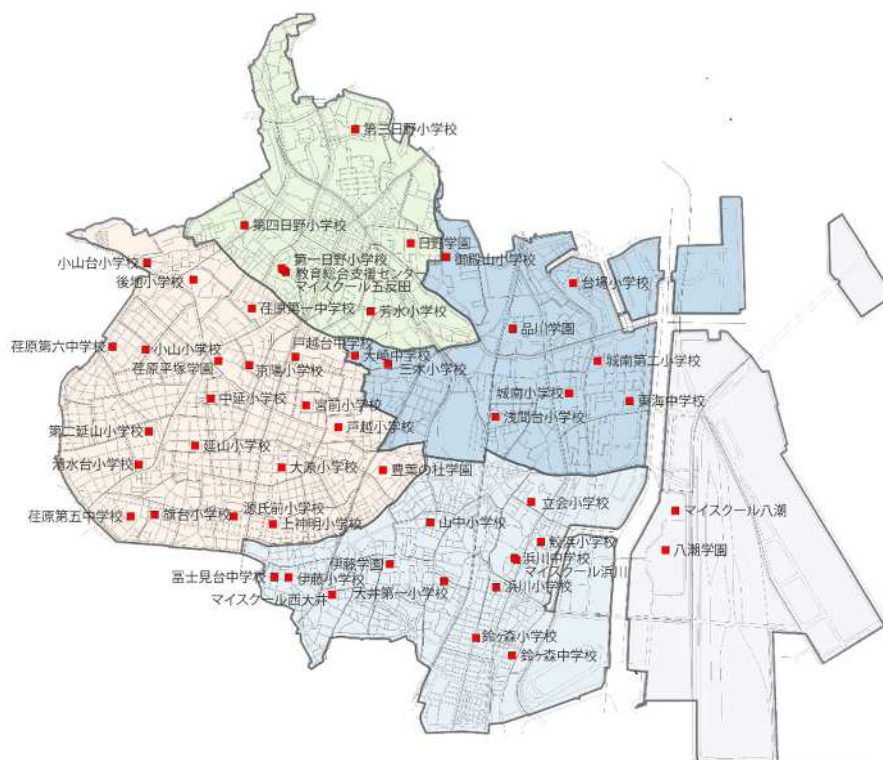 第三日野小学校
第四日野小学校
日野学園
御殿山小学校
第一日野小学校
教育総合支援センター
マイスクール五反田
小山台小学校
後地小学校
台場小学校
荏原第一中学校
芳水小学校
品川学園
戸越台中学校
大崎中学校
三木小学校
荏原第六中学校
小山小学校
荏原平塚学園
京陽小学校
城南第二小学校
中延小学校
宮前小学校
城南小学校
東海中学校
浅間台小学校
戸越小学校
第二延山小学校
延山小学校
清水台小学校
大原小学校
豊葉の杜学園
荏原第五中学校
旗台小学校
源氏前小学校
上神明小学校
山中小学校
立会小学校
マイスクール八潮
鮫浜小学校
浜川中学校
マイスクール浜川
八潮学園
伊藤学園
冨士見台中学校
伊藤小学校
大井第一小学校
浜川小学校
マイスクール西大井
鈴ヶ森小学校
鈴ヶ森中学校